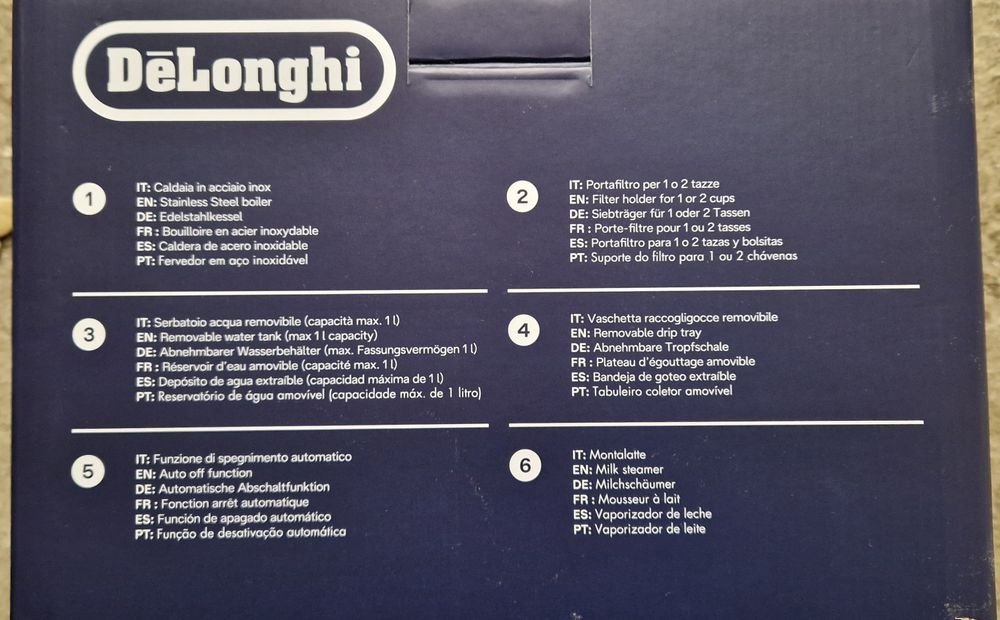 DēLonghi
1
IT: Caldaia in acciaio inox
EN: Stainless Steel boiler
DE: Edelstahlkessel
FR : Bouilloire en acier inoxydable
ES: Caldera de acero inoxidable
PT: Fervedor em aço inoxidável
2
IT: Portafiltro per 1 o 2 tazze
EN: Filter holder for 1 or 2 cups
DE: Siebträger für 1 oder 2 Tassen
FR : Porte-filtre pour 1 ou 2 tasses
ES: Portafiltro para 1 o 2 tazas y bolsitas
PT: Suporte do filtro para 1 ou 2 chávenas
3
IT: Serbatoio acqua removibile (capacità max. 1 l)
EN: Removable water tank (max 1 l capacity)
DE: Abnehmbarer Wasserbehälter (max. Fassungsvermögen 1 l)
FR : Réservoir d'eau amovible (capacité max. 1 l)
ES: Depósito de agua extraíble (capacidad máxima de 1 l)
PT: Reservatório de água amovível (capacidade máx. de 1 litro)
4
IT: Vaschetta raccogligocce removibile
EN: Removable drip tray
DE: Abnehmbare Tropfschale
FR : Plateau d'égouttage amovible
ES: Bandeja de goteo extraíble
PT: Tabuleiro coletor amovível
5
IT: Funzione di spegnimento automatico
EN: Auto off function
DE: Automatische Abschaltfunktion
FR : Fonction arrêt automatique
ES: Función de apagado automático
PT: Função de desativação automática
6
IT: Montalatte
EN: Milk steamer
DE: Milchschäumer
FR : Mousseur à lait
ES: Vaporizador de leche
PT: Vaporizador de leite